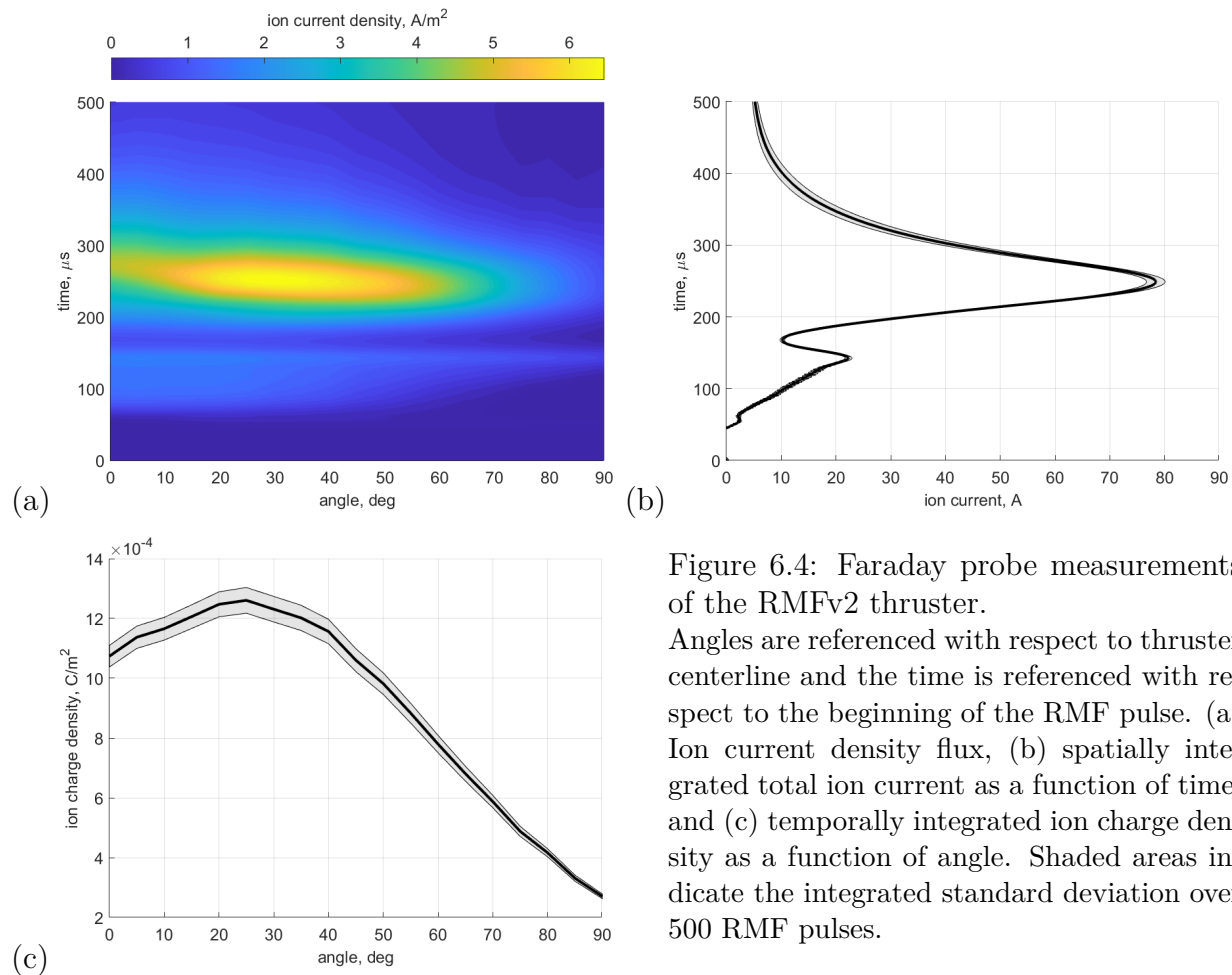 ion current density, A/m2
0 1 2 3 4 5 6
500
400
300
200
100
0
time, μs
0 10 20 30 40 50 60 70 80 90
angle, deg
(a)
500
400
300
200
100
0
time, μs
0 10 20 30 40 50 60 70 80 90
ion current, A
(b)
×10-4
14
12
10
8
6
4
2
ion charge density, C/m2
0 10 20 30 40 50 60 70 80 90
angle, deg
(c)
Figure 6.4: Faraday probe measurements
of the RMFv2 thruster.
Angles are referenced with respect to thruster
centerline and the time is referenced with re-
spect to the beginning of the RMF pulse. (a)
Ion current density flux, (b) spatially inte-
grated total ion current as a function of time,
and (c) temporally integrated ion charge den-
sity as a function of angle. Shaded areas in-
dicate the integrated standard deviation over
500 RMF pulses.